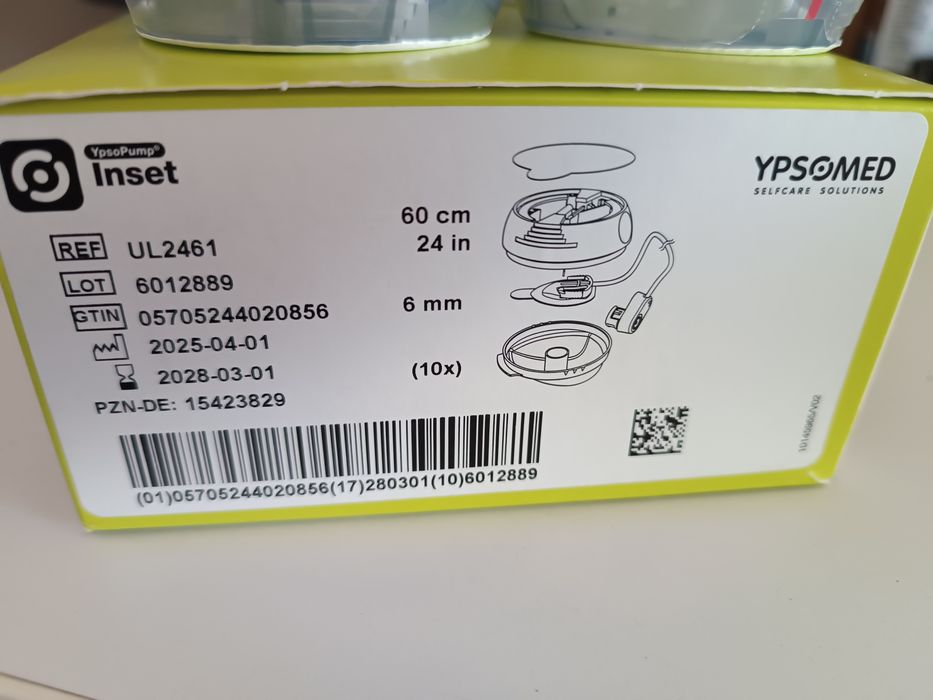 YpsoPump®
Inset
YPSOMED
SELFCARE SOLUTIONS
60 cm
24 in
6 mm
(10x)
REF UL2461
LOT 6012889
GTIN 05705244020856
2025-04-01
2028-03-01
PZN-DE: 15423829
(01)05705244020856(17)280301(10)6012889